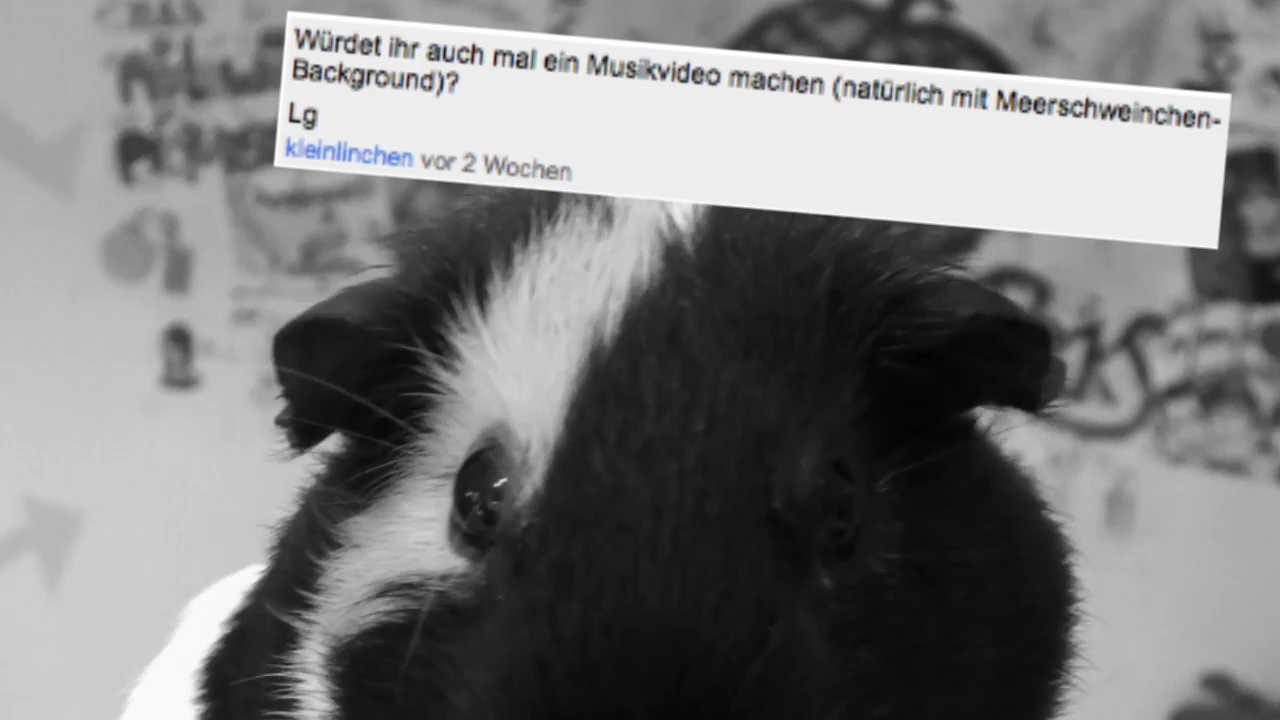 Würdet ihr auch mal ein Musikvideo machen (natürlich mit Meerschweinchen-
Background)?
Lg
kleinlinchen vor 2 Wochen